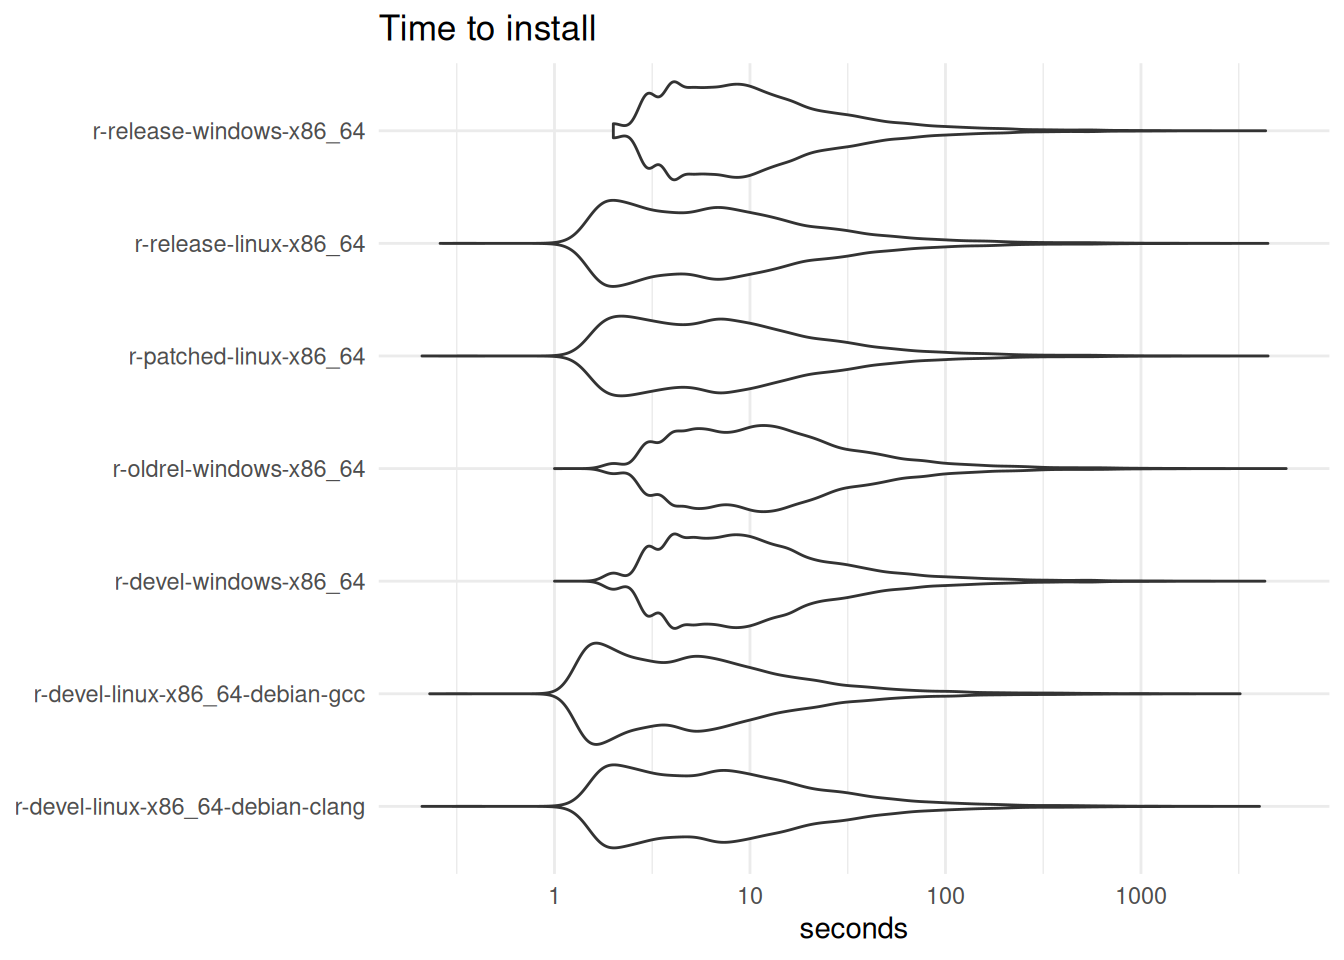 Time to install
r-release-windows-x86_64
r-release-linux-x86_64
r-patched-linux-x86_64
r-oldrel-windows-x86_64
r-devel-windows-x86_64
r-devel-linux-x86_64-debian-gcc
r-devel-linux-x86_64-debian-clang
1 10 100 1000
seconds